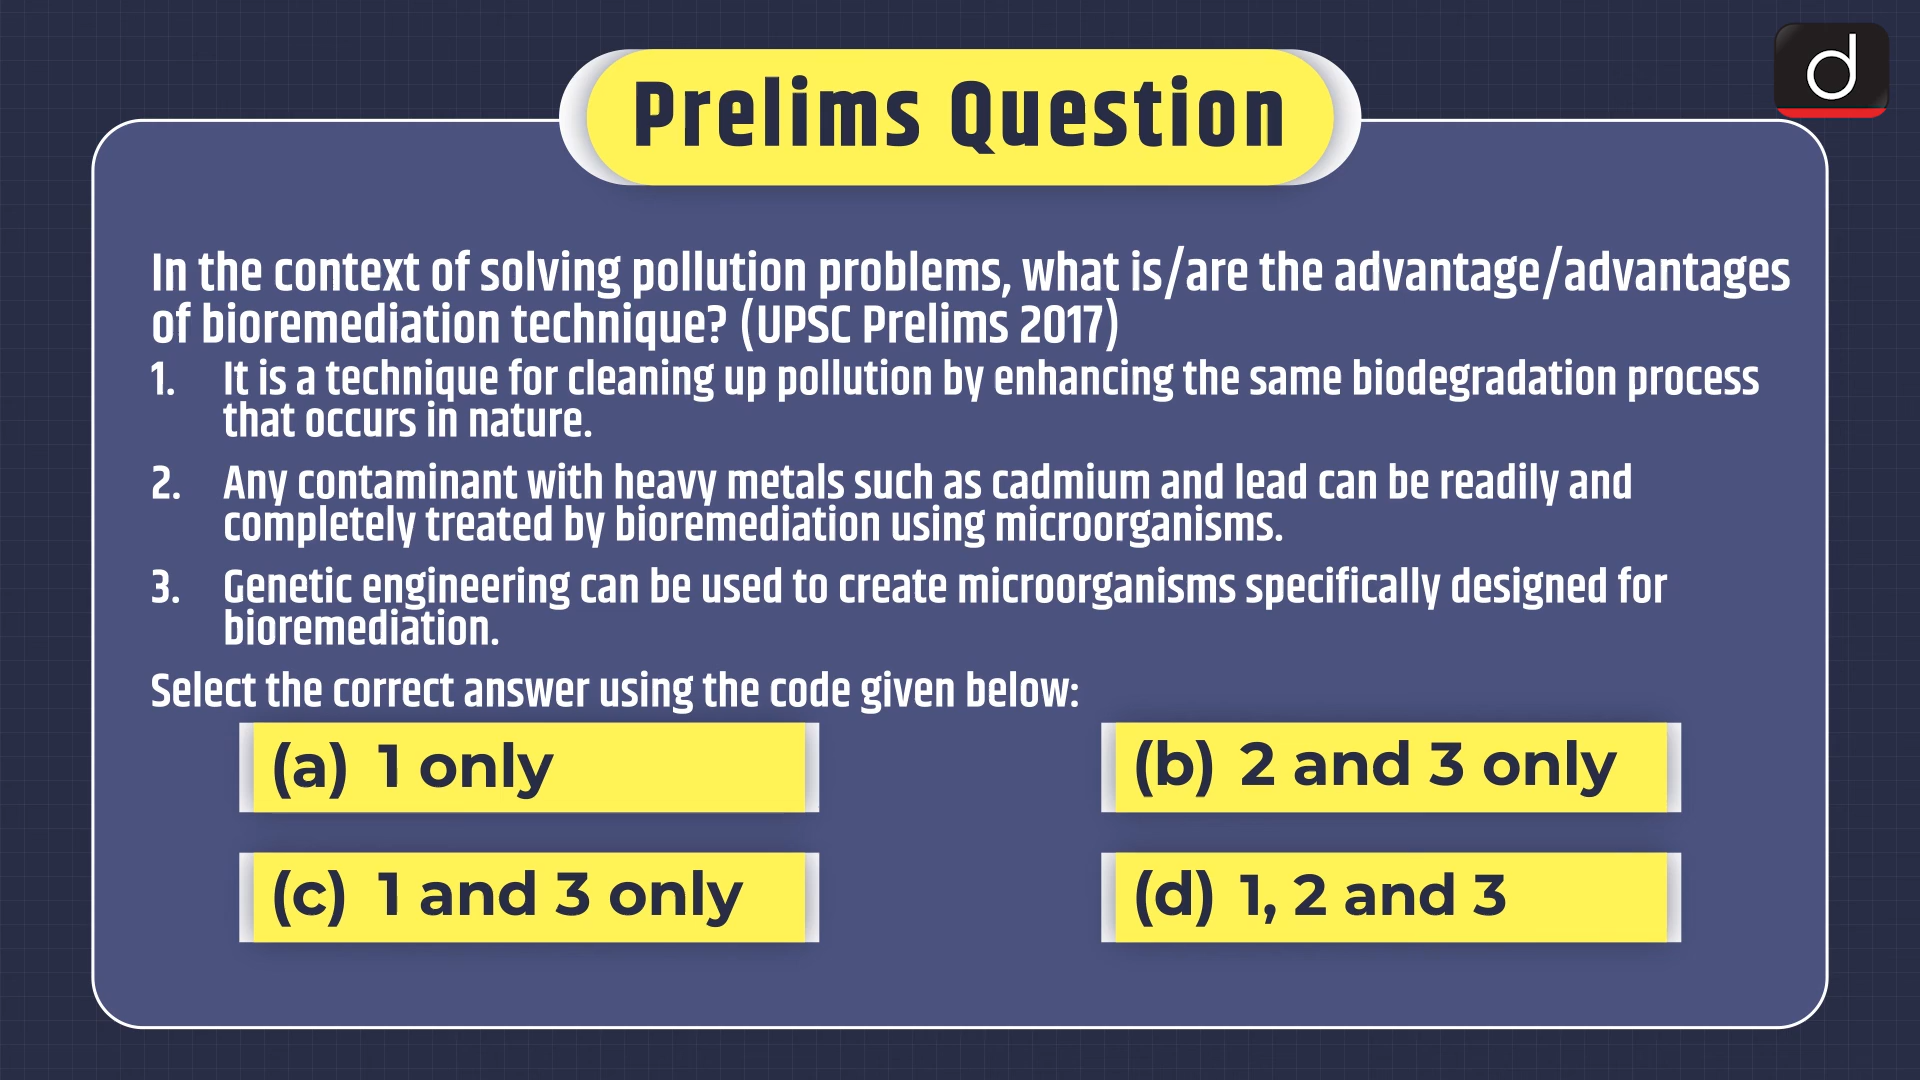 Prelims Question
d
In the context of solving pollution problems, what is/are the advantage/advantages
of bioremediation technique? (UPSC Prelims 2017)
1. It is a technique for cleaning up pollution by enhancing the same biodegradation process
that occurs in nature.
2. Any contaminant with heavy metals such as cadmium and lead can be readily and
completely treated by bioremediation using microorganisms.
3. Genetic engineering can be used to create microorganisms specifically designed for
bioremediation.
Select the correct answer using the code given below:
(a) 1 only
(b) 2 and 3 only
(c) 1 and 3 only
(d) 1, 2 and 3